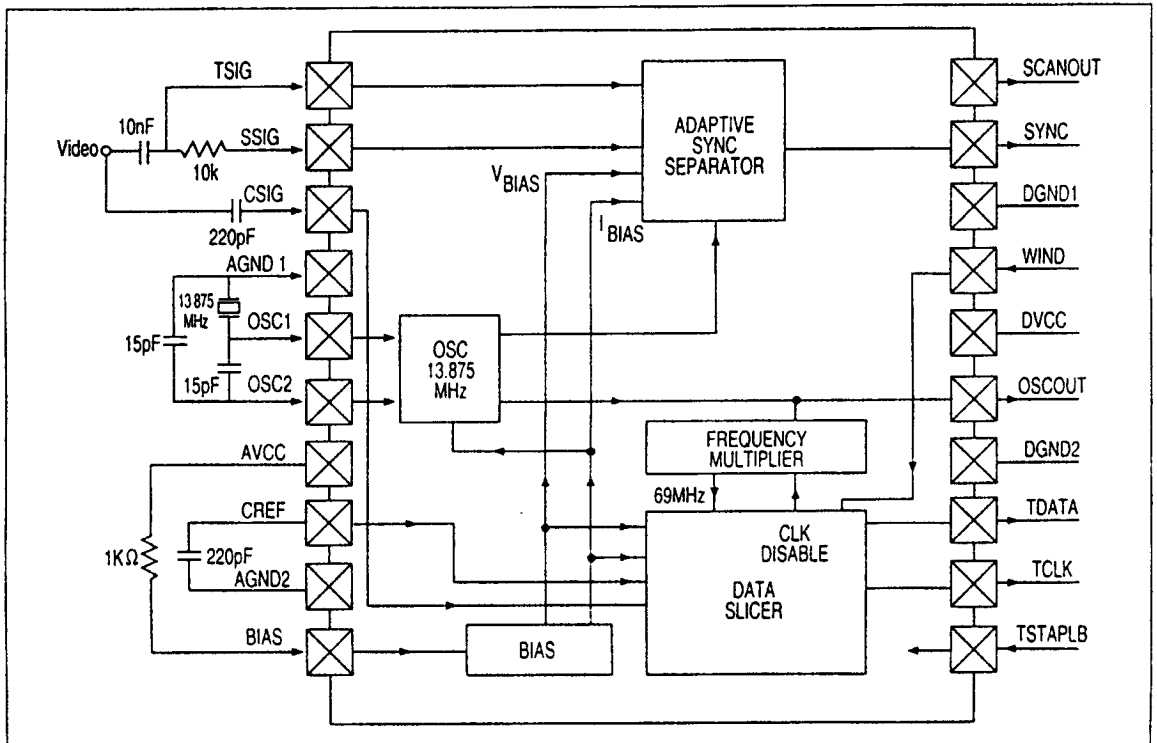 TSIG
10nF
Video
SSIG
10k
CSIG
220pF
AGND 1
13 875
MHz
OSC1
15pF
15pF
OSC2
AVCC
CREF
1KΩ
220pF
AGND2
BIAS
ADAPTIVE
SYNC
SEPARATOR
VBIAS
IBIAS
OSC
13.875
MHz
FREQUENCY
MULTIPLIER
69MHz
CLK
DISABLE
DATA
SLICER
BIAS
SCANOUT
SYNC
DGND1
WIND
DVCC
OSCOUT
DGND2
TDATA
TCLK
TSTAPLB